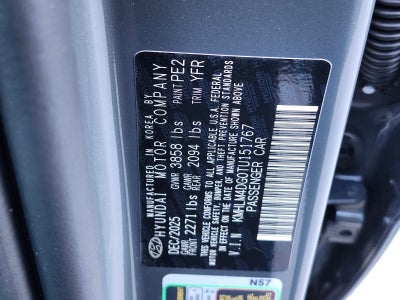 MANUFACTURED IN KOREA BY
HYUNDAI MOTOR COMPANY
DEC/2025 GVWR 3858 lbs PAINT PE2
GAWR FRONT 2271 lbs GAWR REAR 2094 lbs TRIM YFR
THIS VEHICLE CONFORMS TO ALL APPLICABLE U.S.A. FEDERAL
MOTOR VEHICLE SAFETY, BUMPER, AND THEFT PREVENTION STANDARDS
IN EFFECT ON THE DATE OF MANUFACTURE SHOWN ABOVE
V.I.N KMHLM4DG0TU151767
PASSENGER CAR
N57